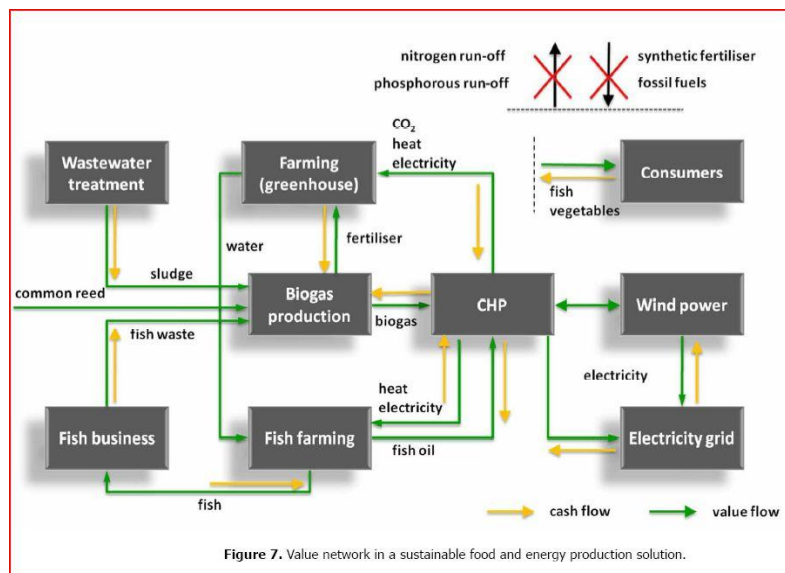 nitrogen run-off
synthetic fertiliser
phosphorous run-off
fossil fuels
CO2
heat
electricity
Wastewater
treatment
Farming
(greenhouse)
Consumers
fish
vegetables
water
fertiliser
sludge
common reed
Biogas
production
biogas
CHP
Wind power
fish waste
heat
electricity
electricity
Fish business
Fish farming
fish oil
Electricity grid
fish
cash flow
value flow
Figure 7. Value network in a sustainable food and energy production solution.